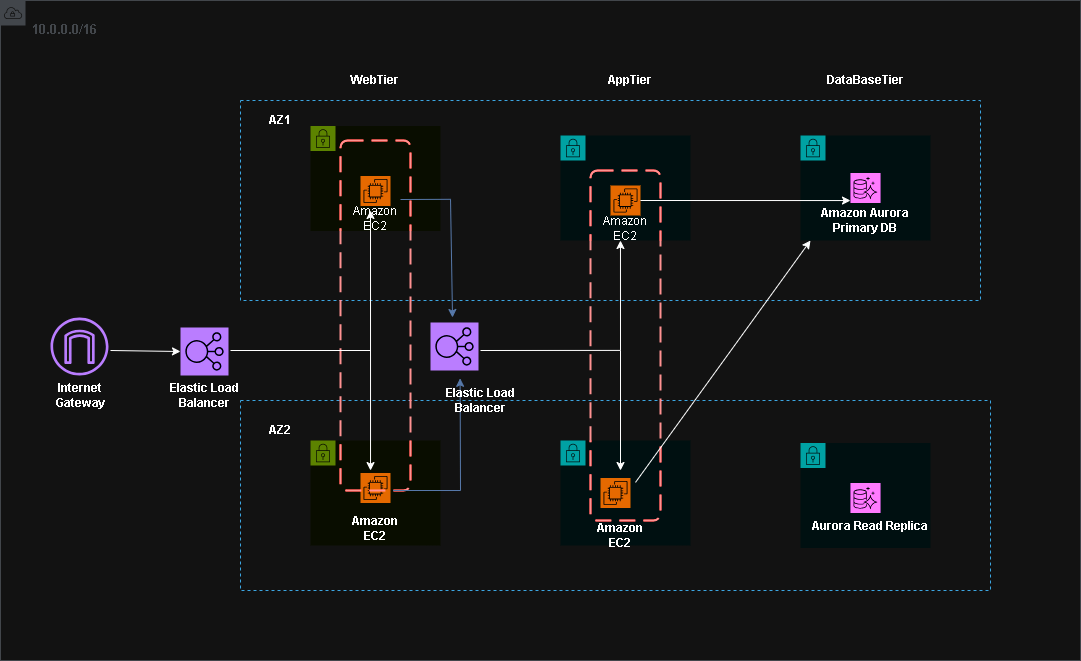 10.0.0.0/16
WebTier
AppTier
DataBaseTier
AZ1
Amazon
EC2
Amazon
EC2
Amazon Aurora
Primary DB
Internet
Gateway
Elastic Load
Balancer
Elastic Load
Balancer
AZ2
Amazon
EC2
Amazon
EC2
Aurora Read Replica